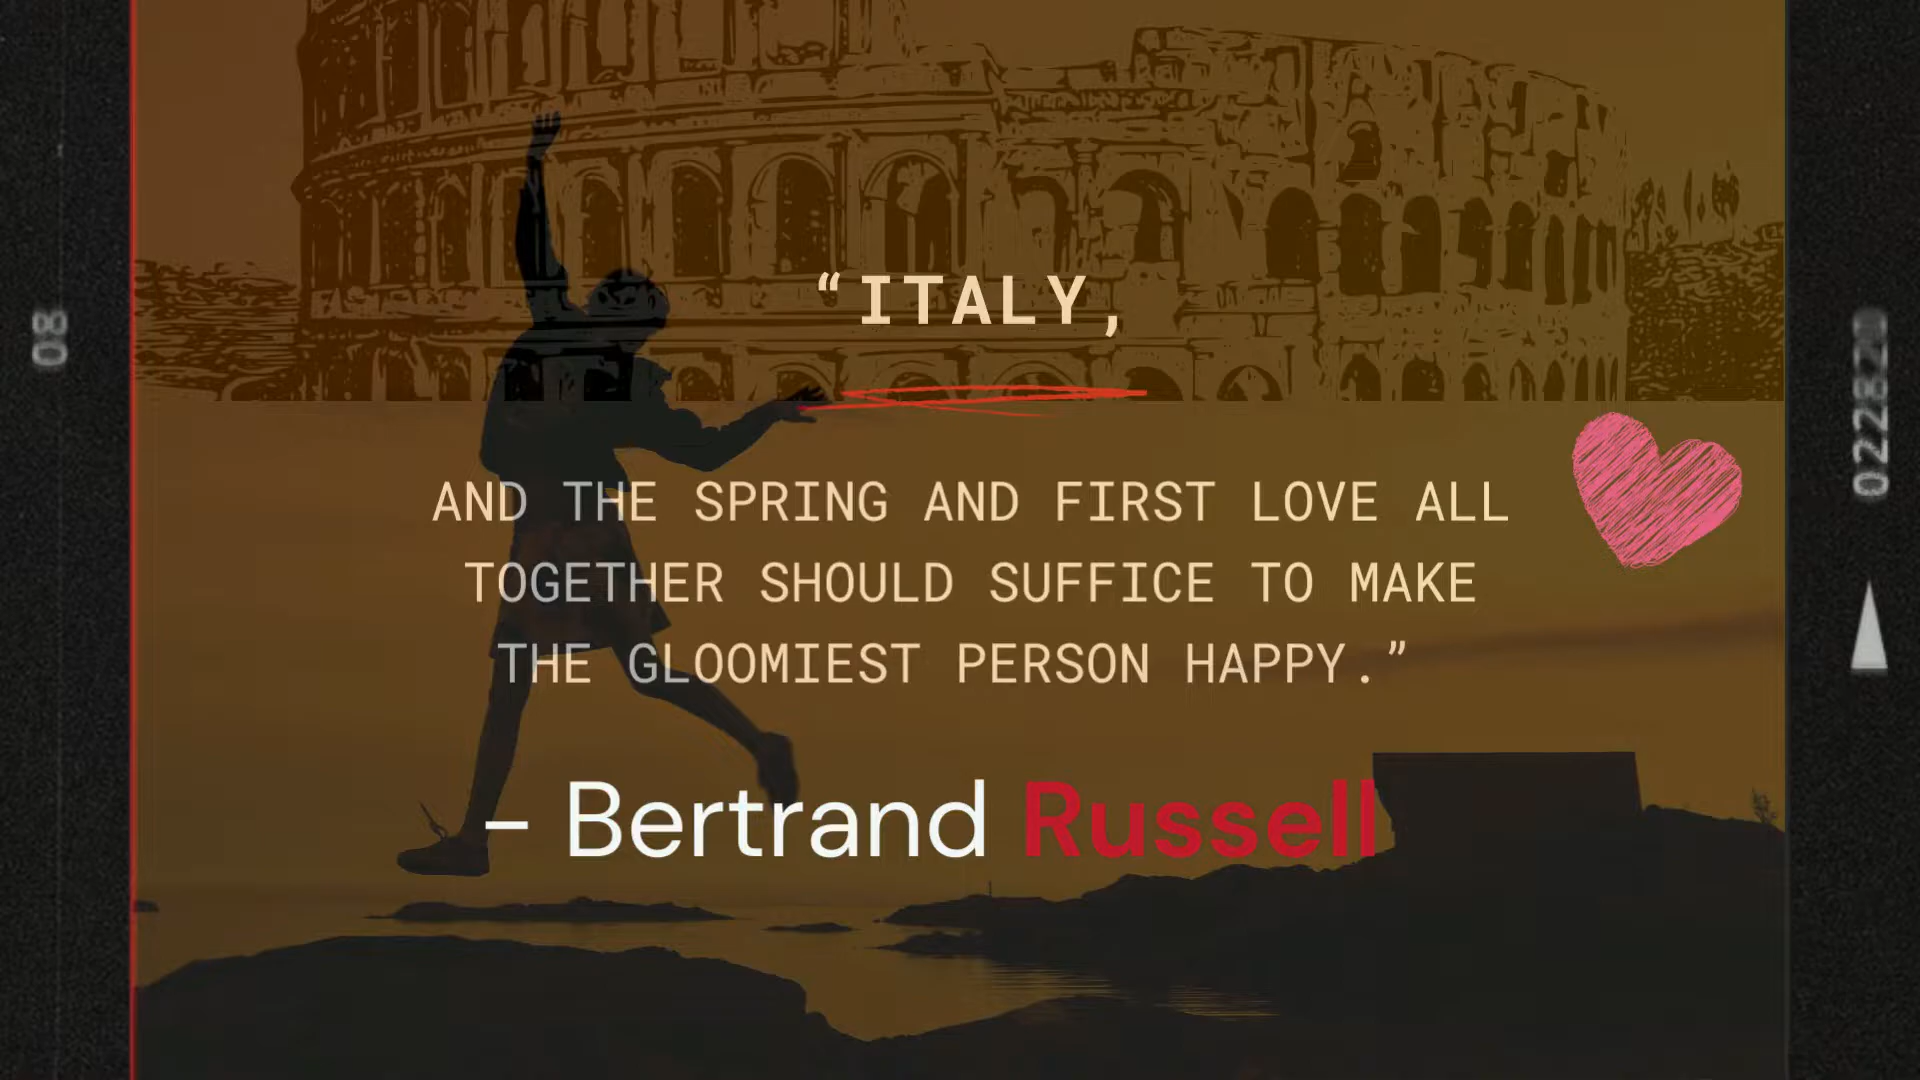 08
“ITALY,
AND THE SPRING AND FIRST LOVE ALL
TOGETHER SHOULD SUFFICE TO MAKE
THE GLOOMIEST PERSON HAPPY.”
– Bertrand Russell